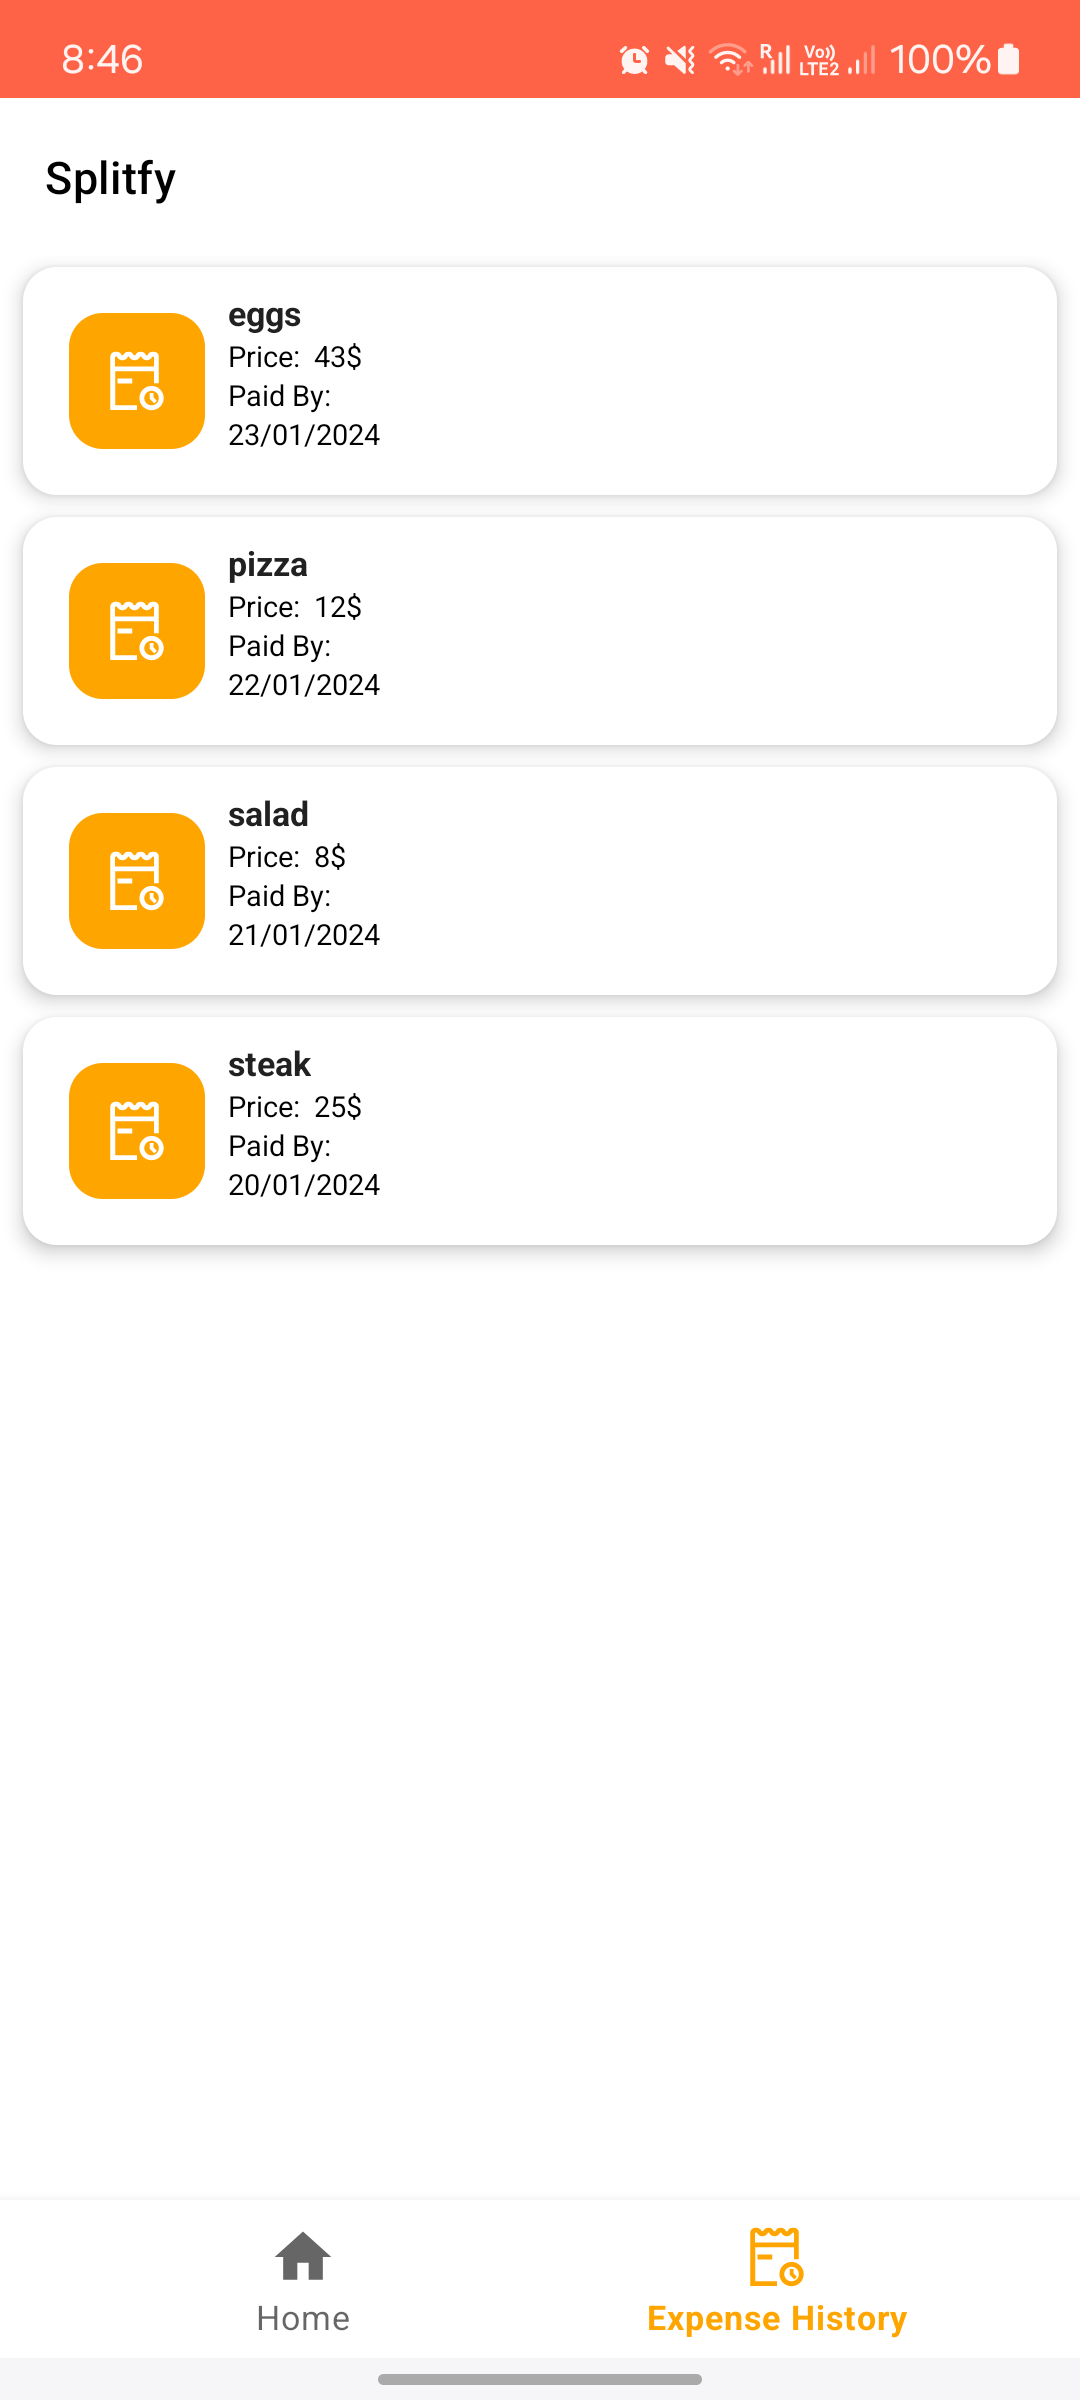 8:46
R Vo)) LTE2 100%
Splitfy
eggs
Price: 43$
Paid By:
23/01/2024
pizza
Price: 12$
Paid By:
22/01/2024
salad
Price: 8$
Paid By:
21/01/2024
steak
Price: 25$
Paid By:
20/01/2024
Home
Expense History